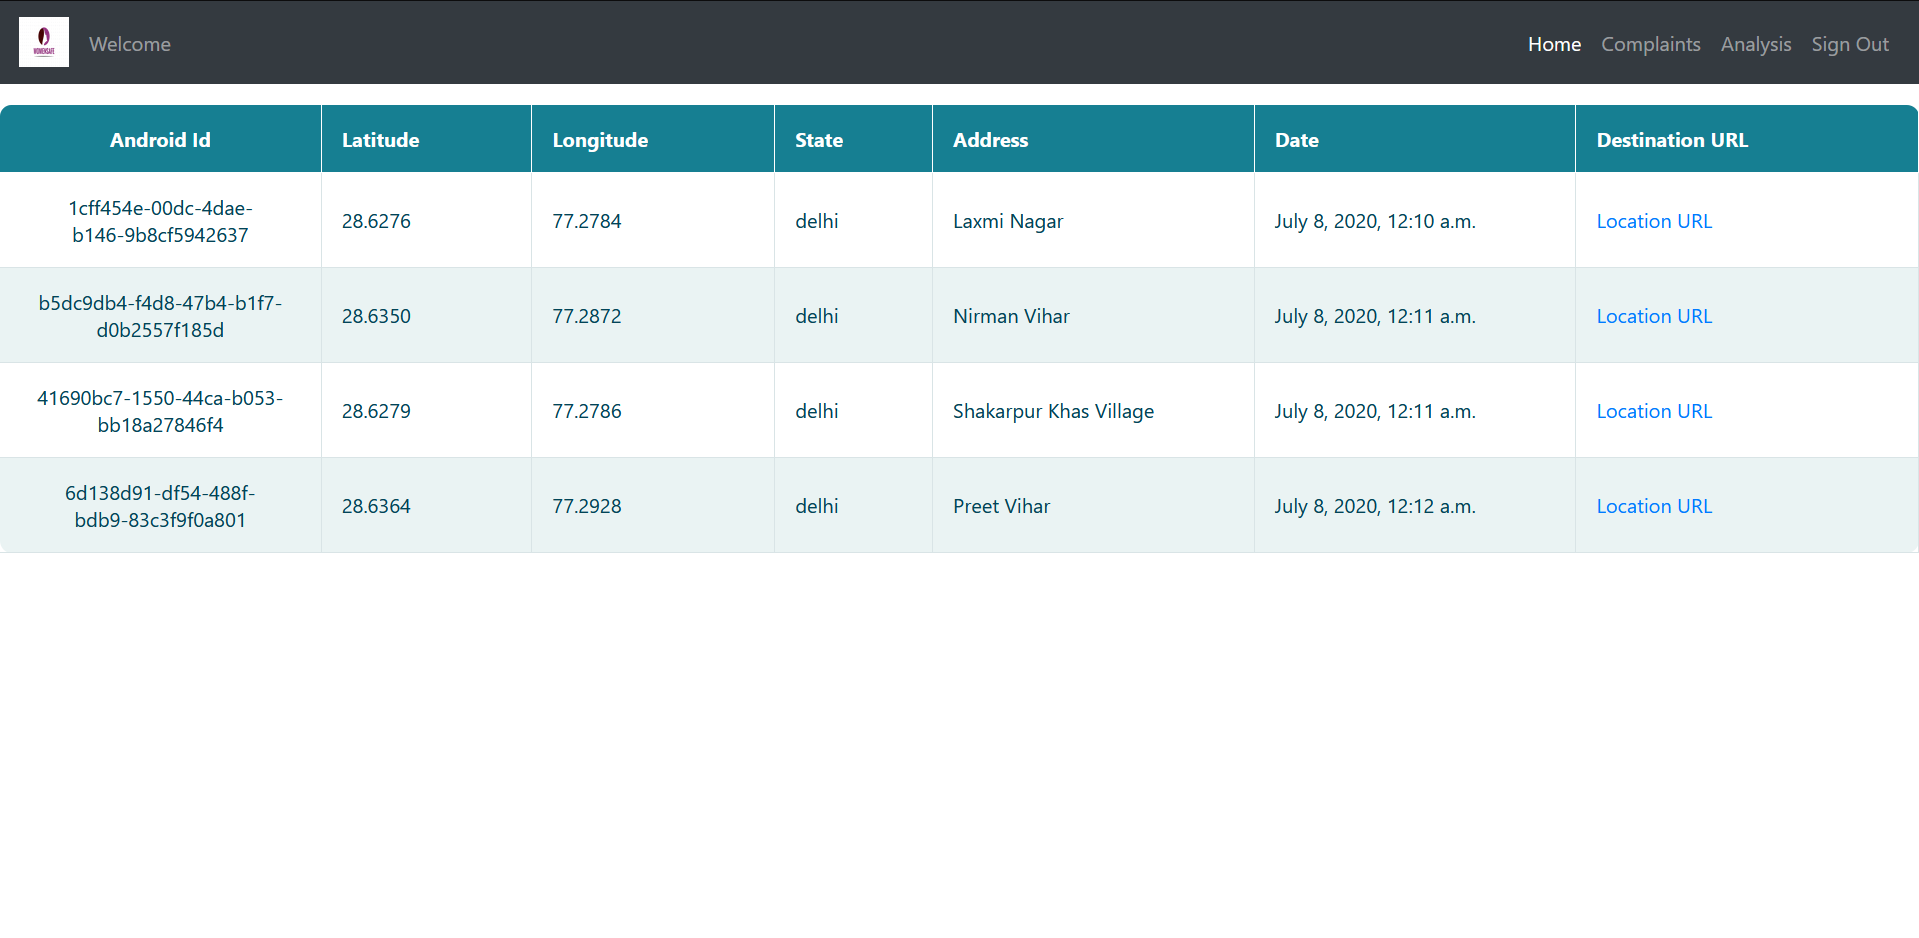 WOMENSAFE
Welcome
Home Complaints Analysis Sign Out
Android Id Latitude Longitude State Address Date Destination URL
1cff454e-00dc-4dae-
b146-9b8cf5942637
28.6276 77.2784 delhi Laxmi Nagar July 8, 2020, 12:10 a.m. Location URL
b5dc9db4-f4d8-47b4-b1f7-
d0b2557f185d
28.6350 77.2872 delhi Nirman Vihar July 8, 2020, 12:11 a.m. Location URL
41690bc7-1550-44ca-b053-
bb18a27846f4
28.6279 77.2786 delhi Shakarpur Khas Village July 8, 2020, 12:11 a.m. Location URL
6d138d91-df54-488f-
bdb9-83c3f9f0a801
28.6364 77.2928 delhi Preet Vihar July 8, 2020, 12:12 a.m. Location URL